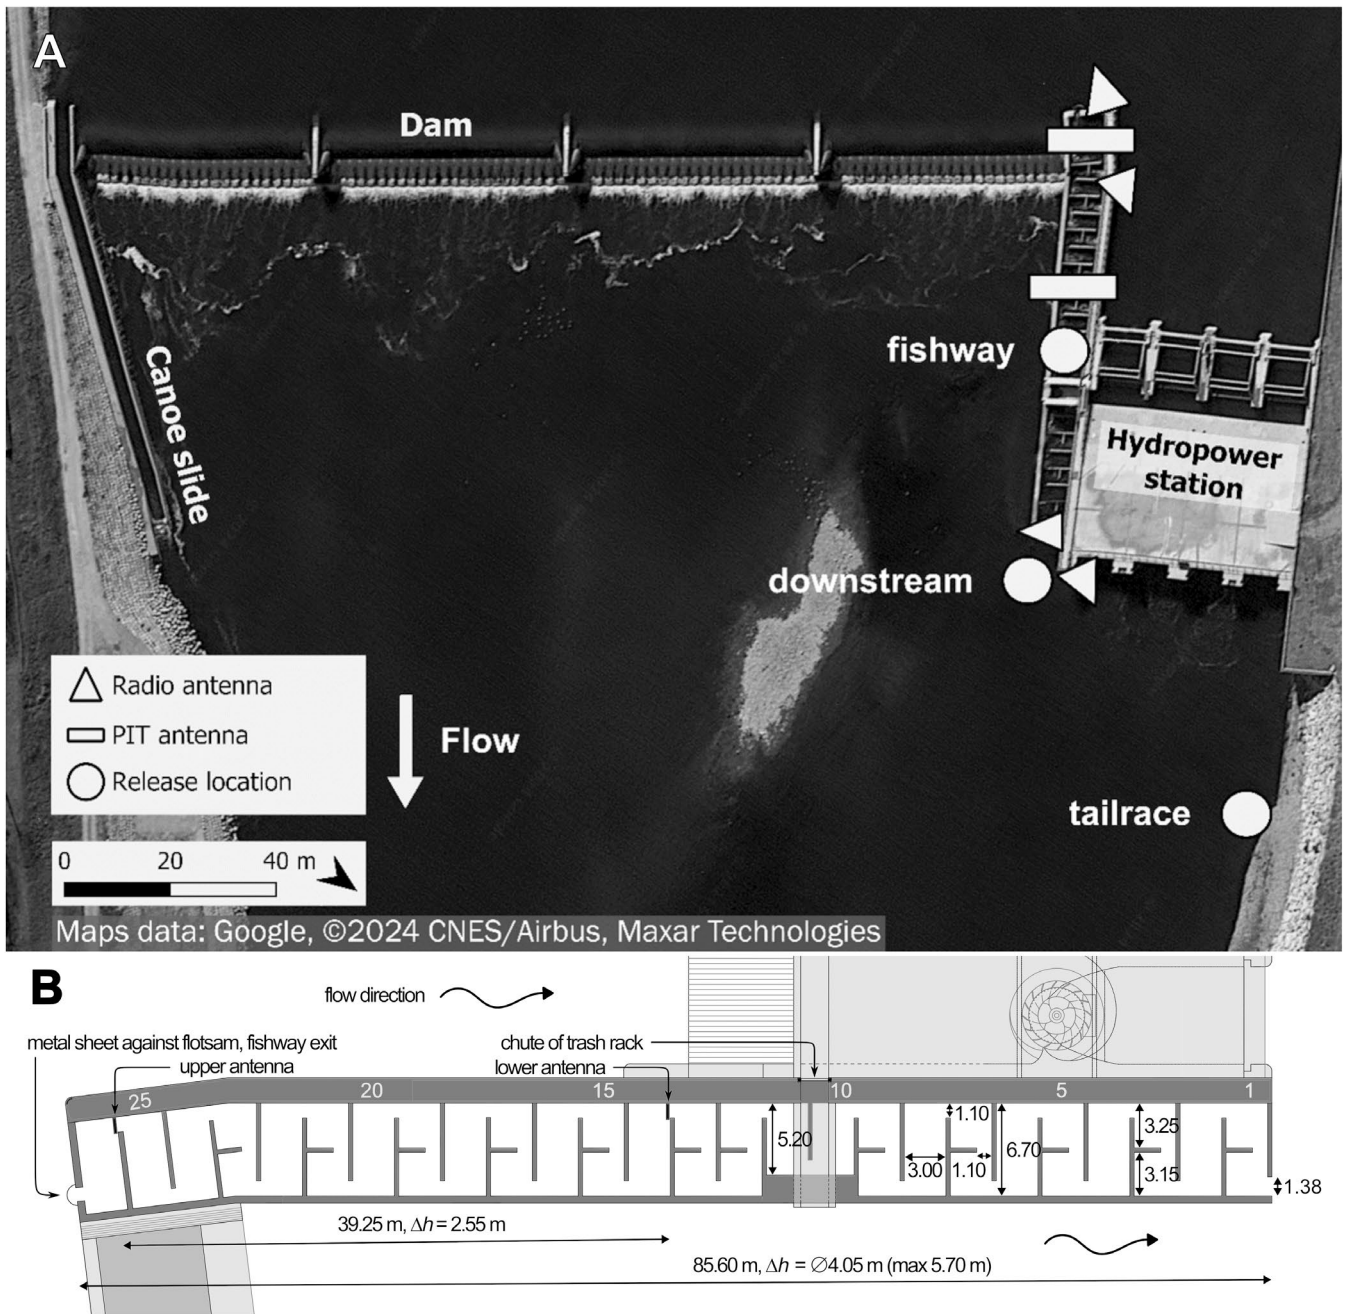 A
Dam
fishway
Canoe slide
Hydropower
station
downstream
Radio antenna
PIT antenna
Release location
Flow
tailrace
0 20 40 m
Maps data: Google, ©2024 CNES/Airbus, Maxar Technologies
B
flow direction
metal sheet against flotsam, fishway exit
chute of trash rack
upper antenna
lower antenna
25 20 15 10 5 1
1.10
5.20
3.25
6.70
3.00
1.10
3.15
1.38
39.25 m, Δh = 2.55 m
85.60 m, Δh = ∅4.05 m (max 5.70 m)